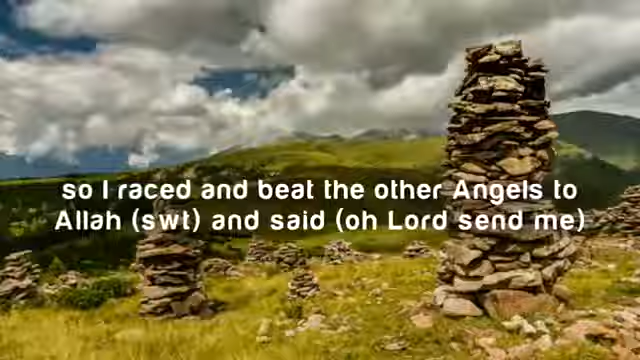 so I raced and beat the other Angels to
Allah (swt) and said (oh Lord send me)